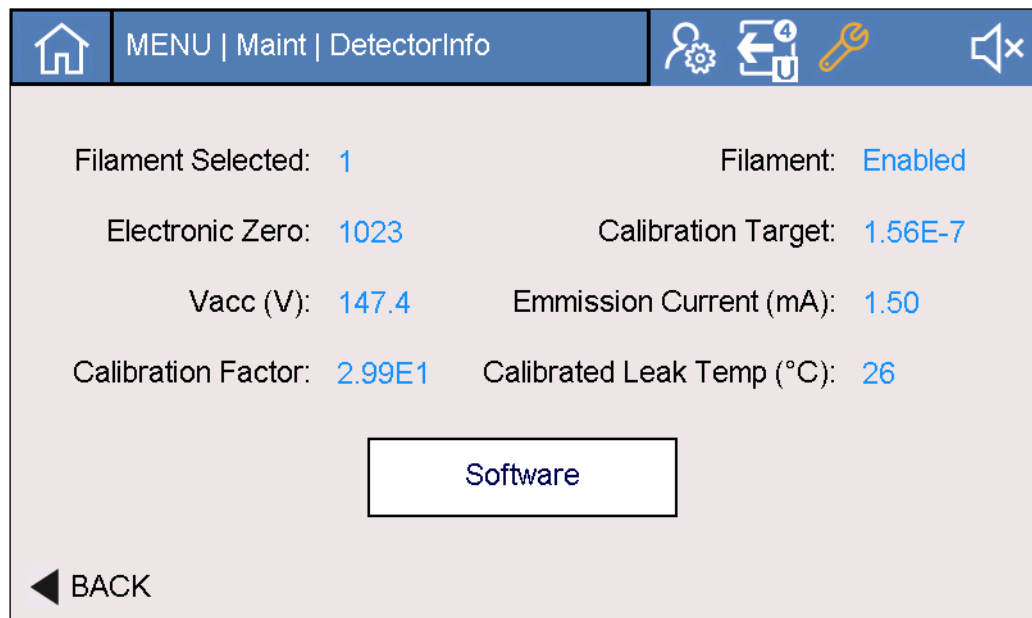 MENU | Maint | DetectorInfo
4
U
Filament Selected: 1 Filament: Enabled
Electronic Zero: 1023 Calibration Target: 1.56E-7
Vacc (V): 147.4 Emmission Current (mA): 1.50
Calibration Factor: 2.99E1 Calibrated Leak Temp (°C): 26
Software
BACK